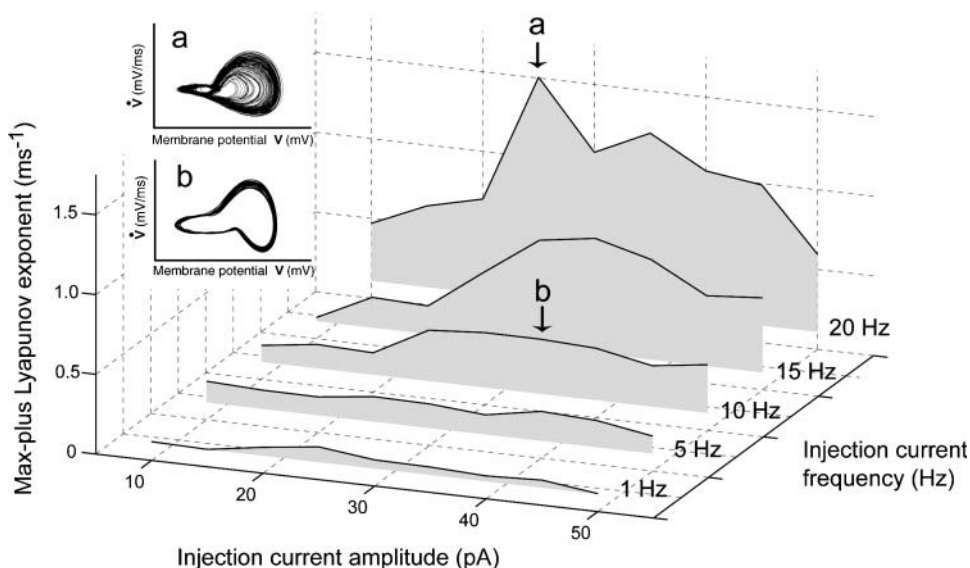 a
V̇ (mV/ms)
Membrane potential V (mV)
b
V̇ (mV/ms)
Membrane potential V (mV)
a
b
Max-plus Lyapunov exponent (ms⁻¹)
1.5
1.0
0.5
0
10
20
30
40
50
Injection current amplitude (pA)
20 Hz
15 Hz
10 Hz
5 Hz
1 Hz
Injection current
frequency (Hz)